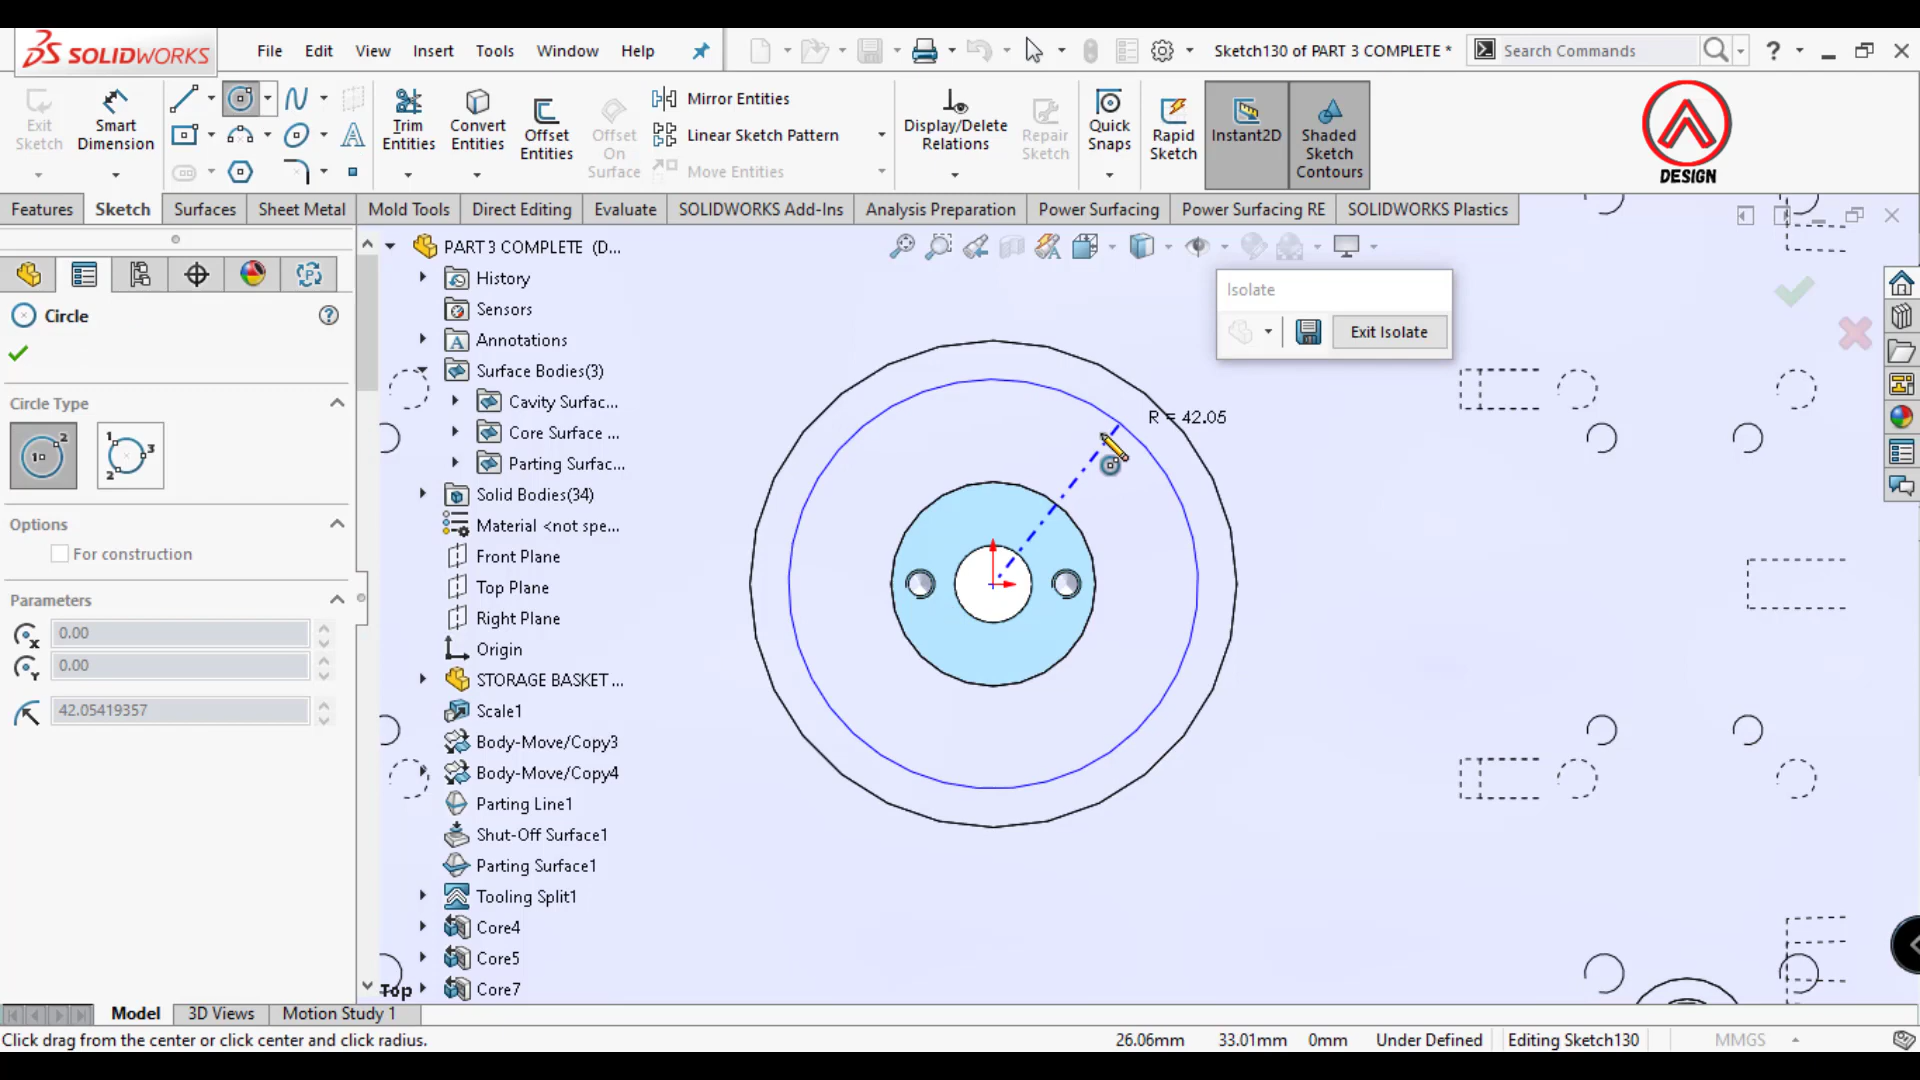 SOLIDWORKS File Edit View Insert Tools Window Help Sketch130 of PART 3 COMPLETE * Search Commands ?
Exit Sketch
Smart Dimension
Trim Entities
Convert Entities
Offset Entities
Offset On Surface
Mirror Entities
Linear Sketch Pattern
Move Entities
Display/Delete Relations
Repair Sketch
Quick Snaps
Rapid Sketch
Instant2D
Shaded Sketch Contours
DESIGN
Features Sketch Surfaces Sheet Metal Mold Tools Direct Editing Evaluate SOLIDWORKS Add-Ins Analysis Preparation Power Surfacing Power Surfacing RE SOLIDWORKS Plastics
Circle
Circle Type
Options
For construction
Parameters
0.00
0.00
42.05419357
PART 3 COMPLETE (D...
History
Sensors
Annotations
Surface Bodies(3)
Cavity Surfac...
Core Surface ...
Parting Surfac...
Solid Bodies(34)
Material <not spe...
Front Plane
Top Plane
Right Plane
Origin
STORAGE BASKET ...
Scale1
Body-Move/Copy3
Body-Move/Copy4
Parting Line1
Shut-Off Surface1
Parting Surface1
Tooling Split1
Core4
Core5
Core7
Isolate
Exit Isolate
R = 42.05
Top
Model 3D Views Motion Study 1
Click drag from the center or click center and click radius. 26.06mm 33.01mm 0mm Under Defined Editing Sketch130 MMGS